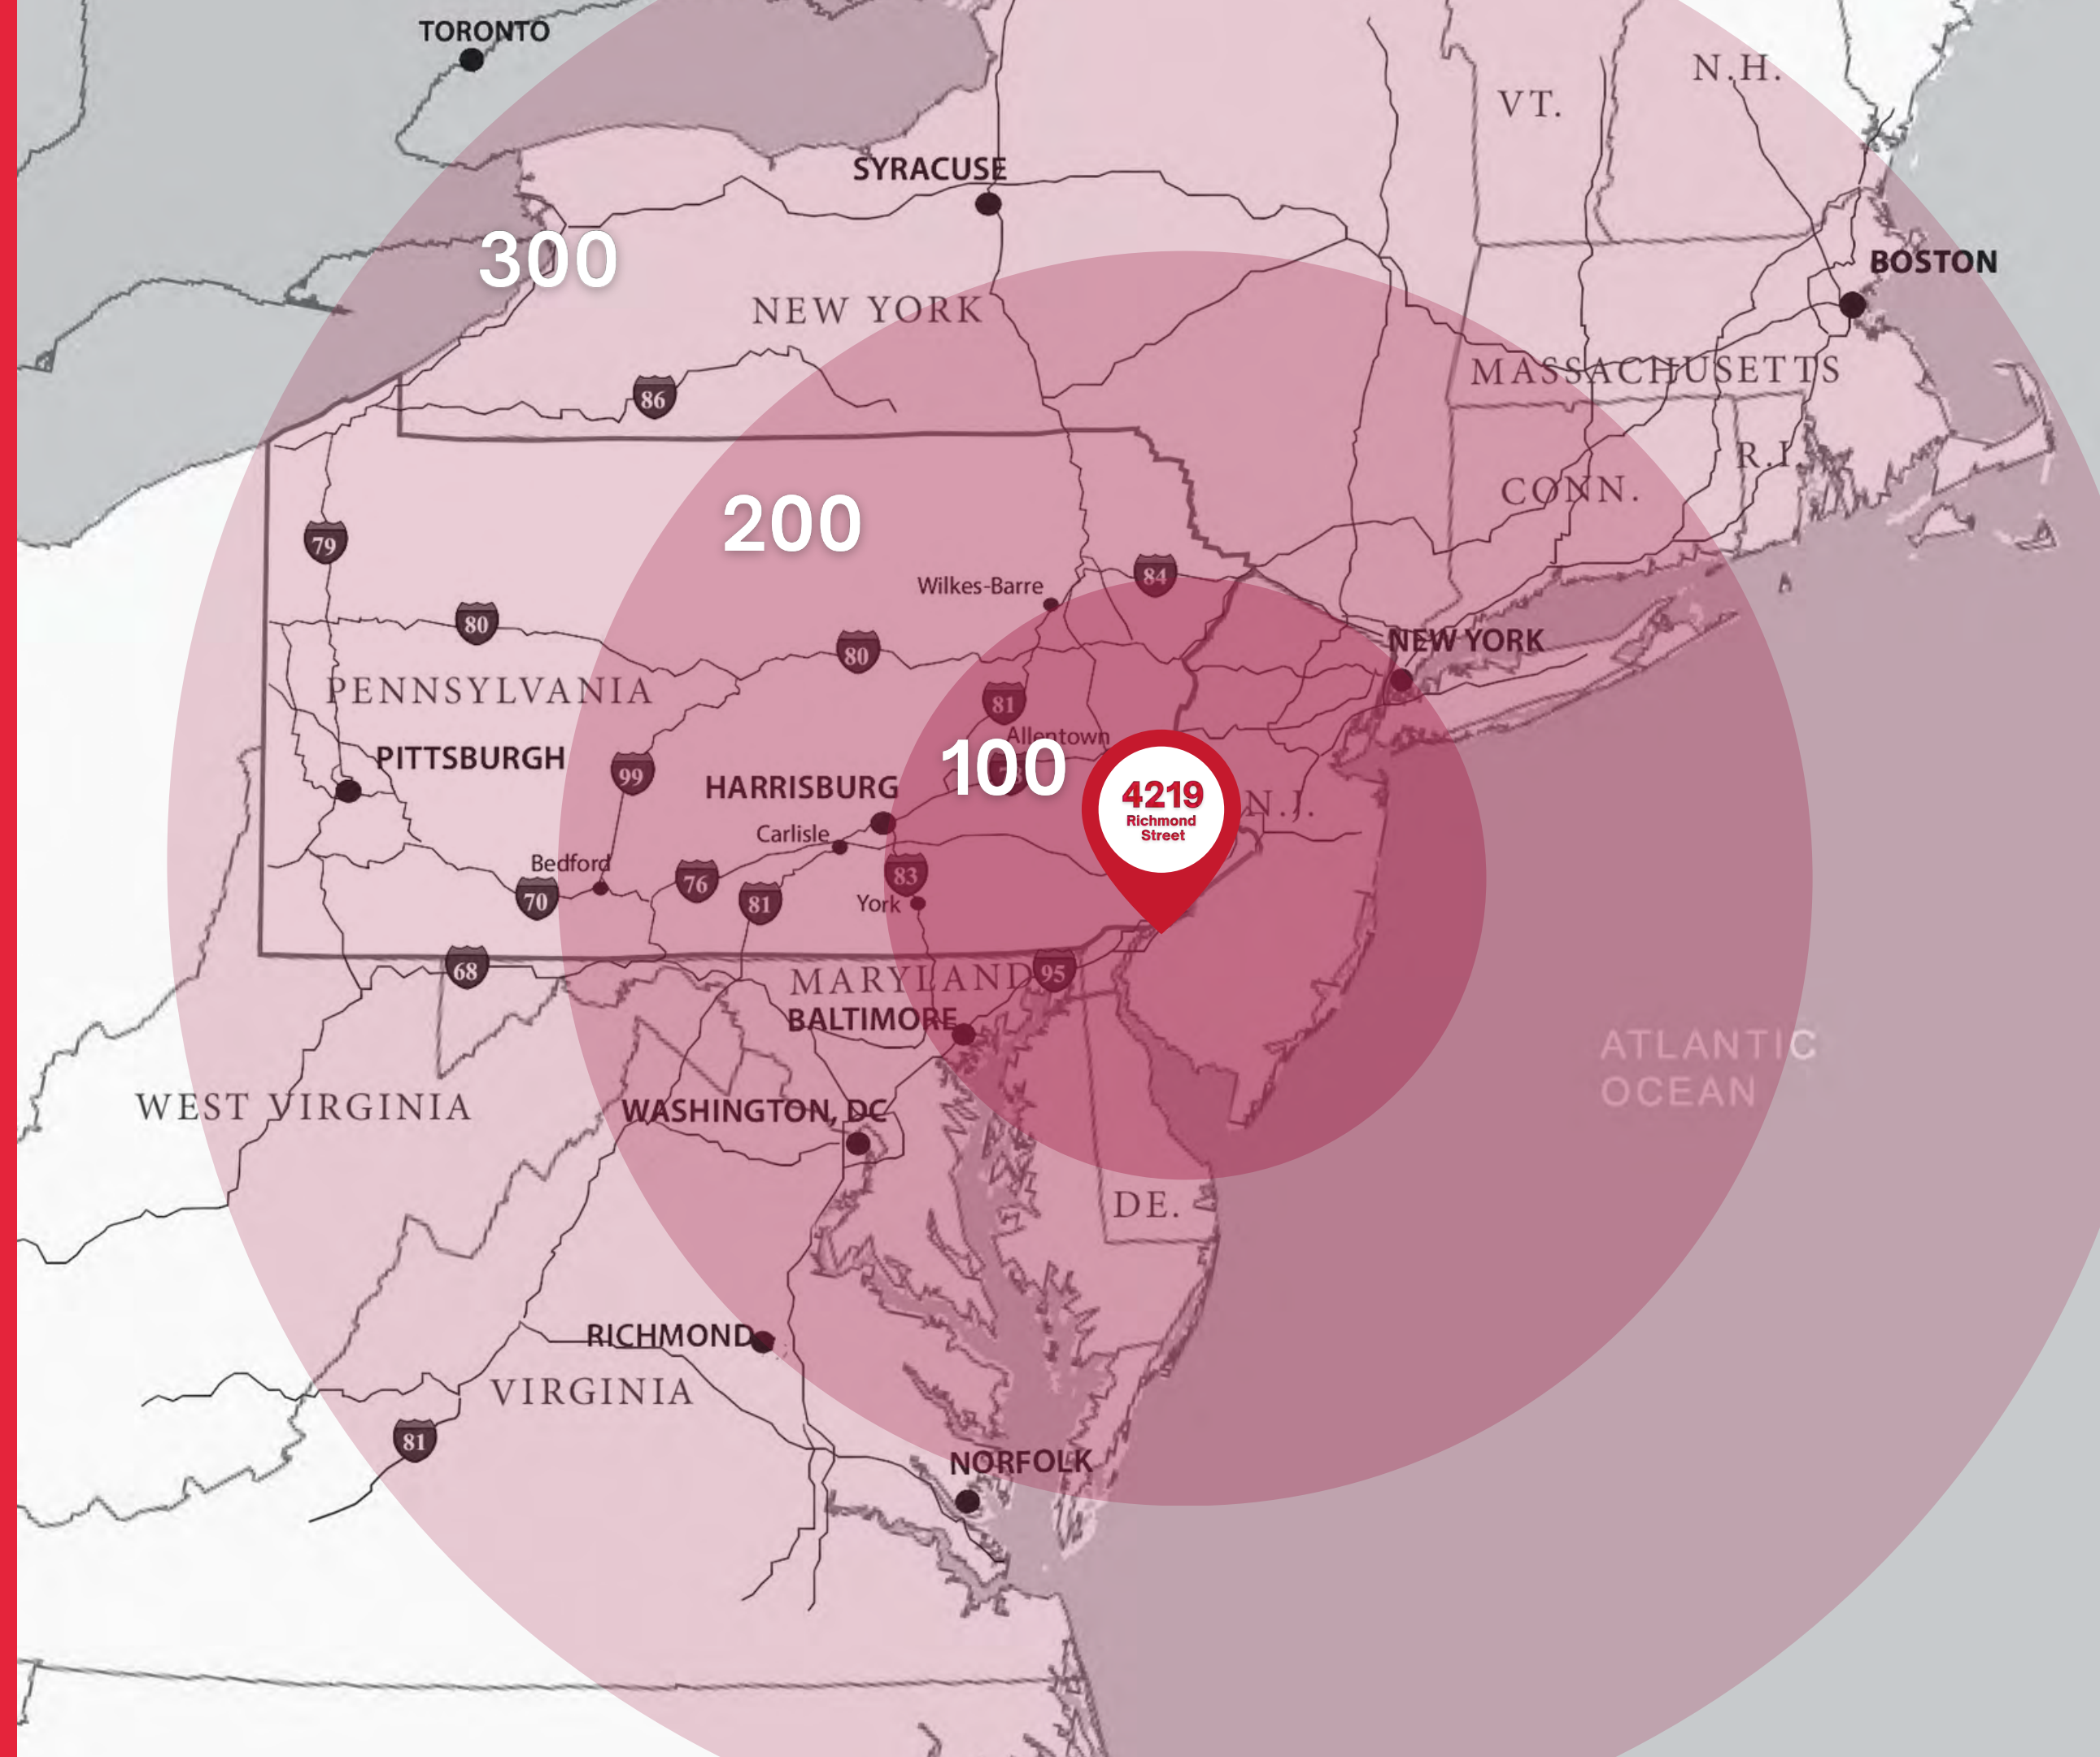 TORONTO
N.H.
VT.
SYRACUSE
300
BOSTON
NEW YORK
MASSACHUSETTS
86
R.I.
CONN.
200
79
84
Wilkes-Barre
80
80
NEW YORK
PENNSYLVANIA
81
Allentown
PITTSBURGH
100
99
HARRISBURG
4219
Richmond
Street
N.J.
Carlisle
Bedford
83
76
70
81
York
68
MARYLAND
95
BALTIMORE
ATLANTIC
OCEAN
WEST VIRGINIA
WASHINGTON, DC
DE.
RICHMOND
VIRGINIA
81
NORFOLK